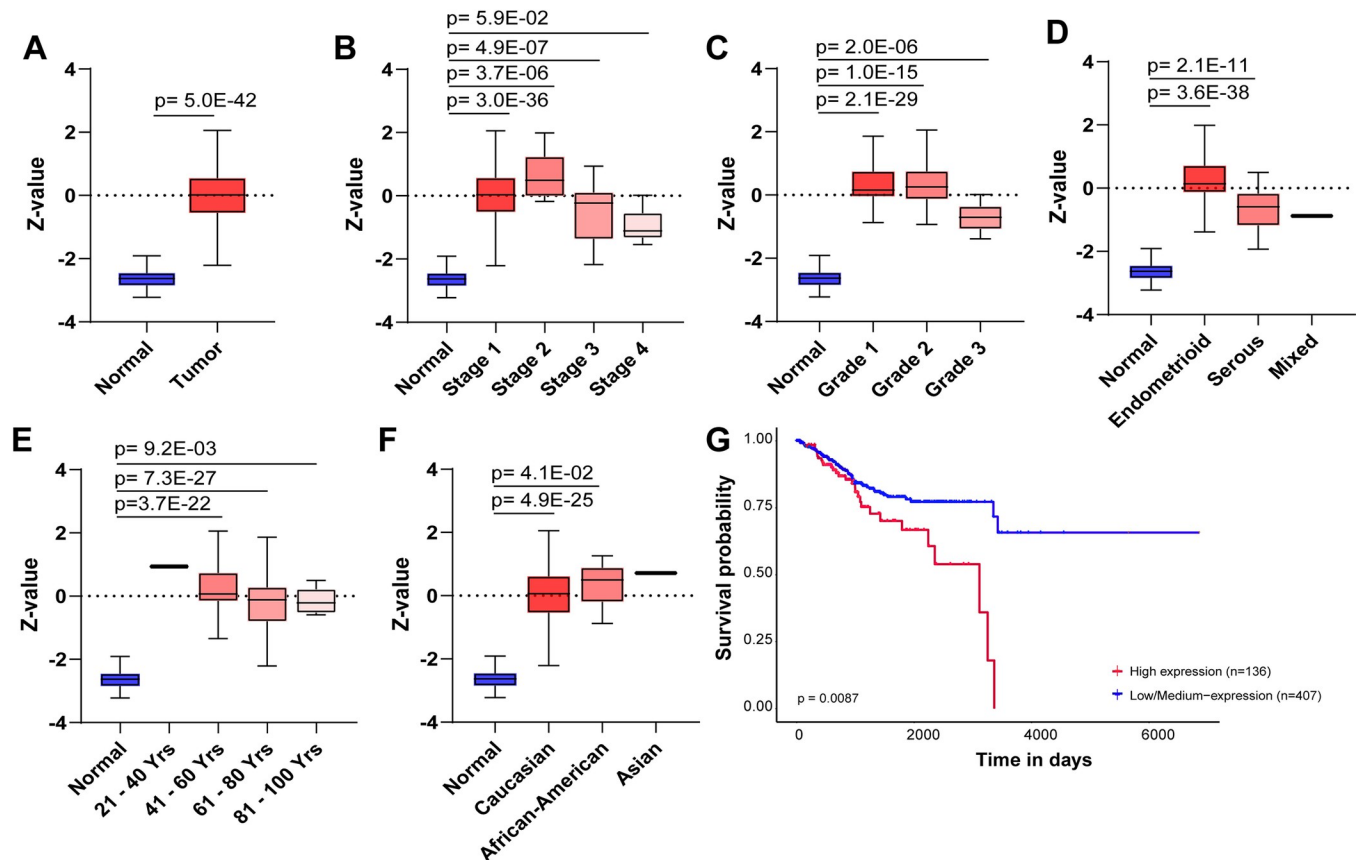 A
p= 5.0E-42
Z-value
4
2
0
-2
-4
Normal
Tumor
B
p= 5.9E-02
p= 4.9E-07
p= 3.7E-06
p= 3.0E-36
Z-value
4
2
0
-2
-4
Normal
Stage 1
Stage 2
Stage 3
Stage 4
C
p= 2.0E-06
p= 1.0E-15
p= 2.1E-29
Z-value
4
2
0
-2
-4
Normal
Grade 1
Grade 2
Grade 3
D
p= 2.1E-11
p= 3.6E-38
Z-value
4
2
0
-2
-4
Normal
Endometrioid
Serous
Mixed
E
p= 9.2E-03
p= 7.3E-27
p=3.7E-22
Z-value
4
2
0
-2
-4
Normal
21 - 40 Yrs
41 - 60 Yrs
61 - 80 Yrs
81 - 100 Yrs
F
p= 4.1E-02
p= 4.9E-25
Z-value
4
2
0
-2
-4
Normal
Caucasian
African-American
Asian
G
Survival probability
1.00
0.75
0.50
0.25
0.00
High expression (n=136)
Low/Medium-expression (n=407)
p = 0.0087
0
2000
4000
6000
Time in days